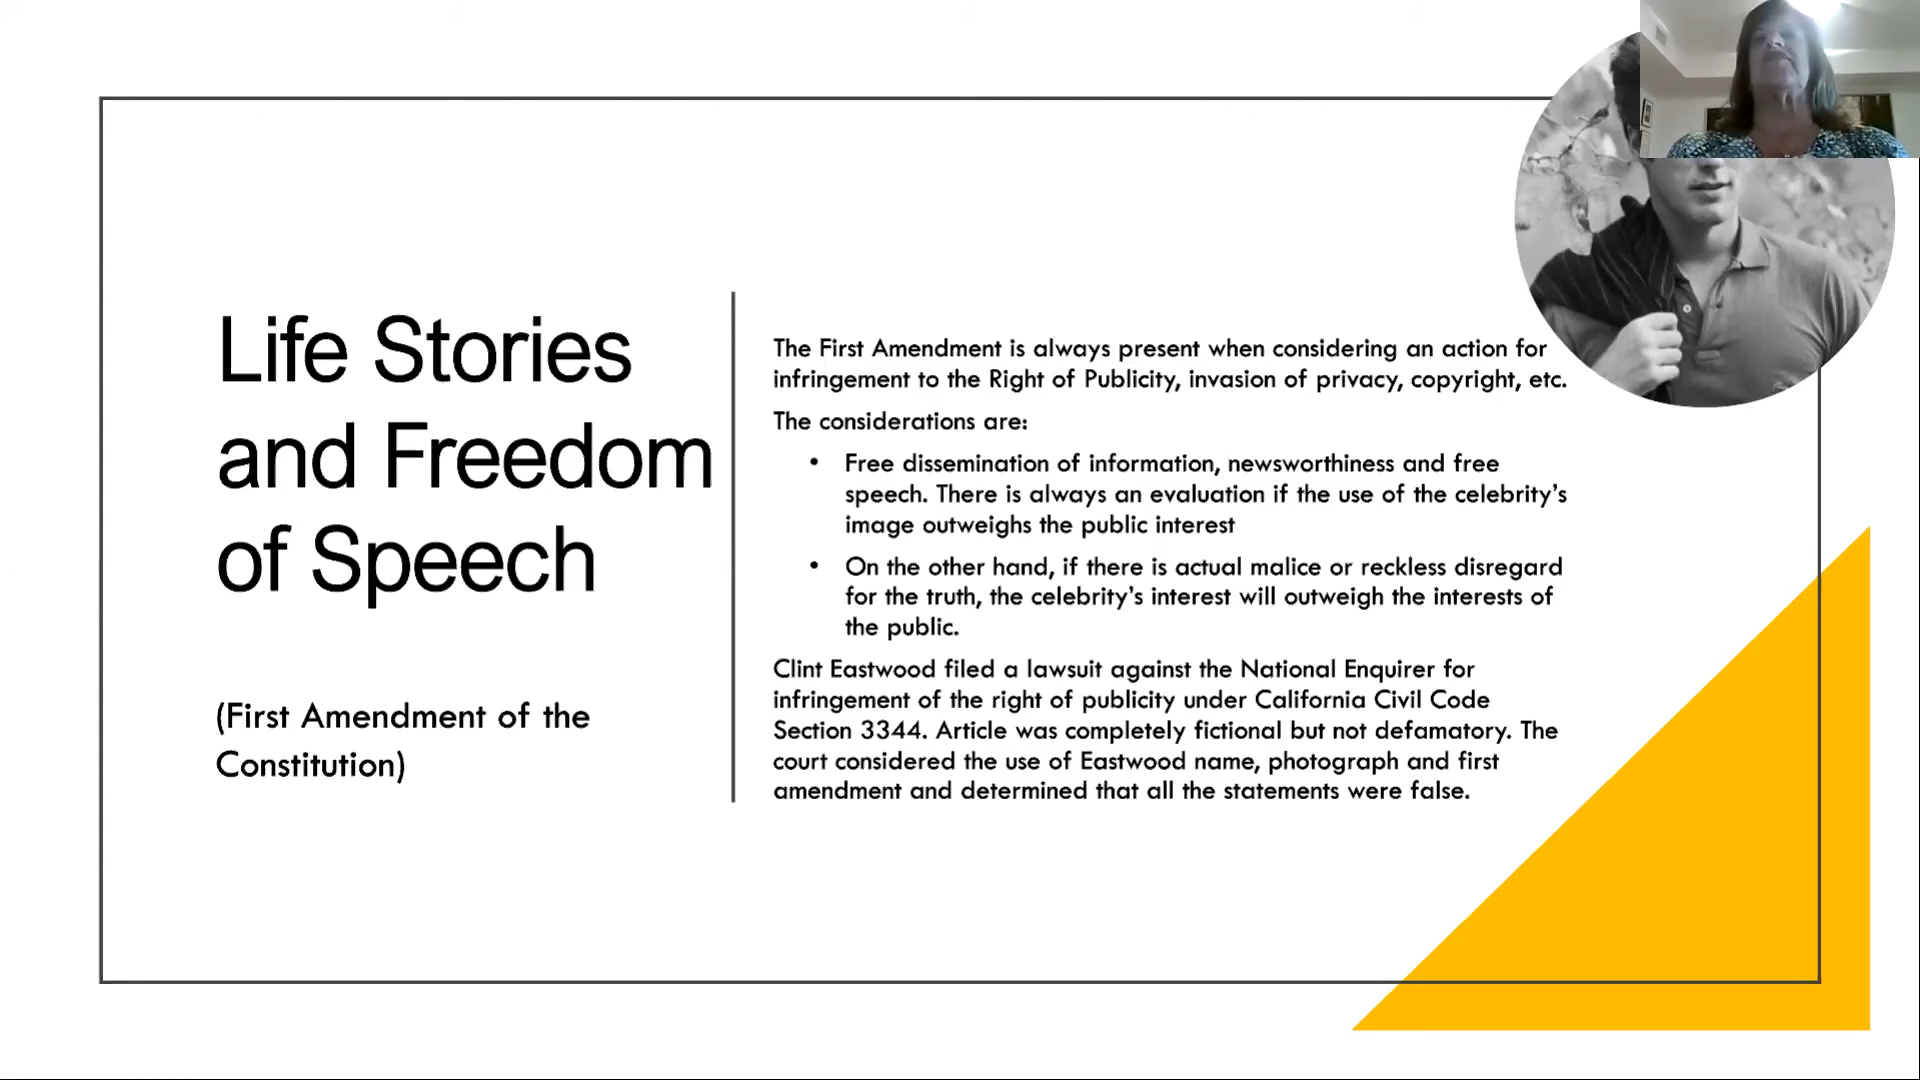 Life Stories
and Freedom
of Speech
(First Amendment of the
Constitution)
The First Amendment is always present when considering an action for
infringement to the Right of Publicity, invasion of privacy, copyright, etc.
The considerations are:
• Free dissemination of information, newsworthiness and free
speech. There is always an evaluation if the use of the celebrity’s
image outweighs the public interest
• On the other hand, if there is actual malice or reckless disregard
for the truth, the celebrity’s interest will outweigh the interests of
the public.
Clint Eastwood filed a lawsuit against the National Enquirer for
infringement of the right of publicity under California Civil Code
Section 3344. Article was completely fictional but not defamatory. The
court considered the use of Eastwood name, photograph and first
amendment and determined that all the statements were false.